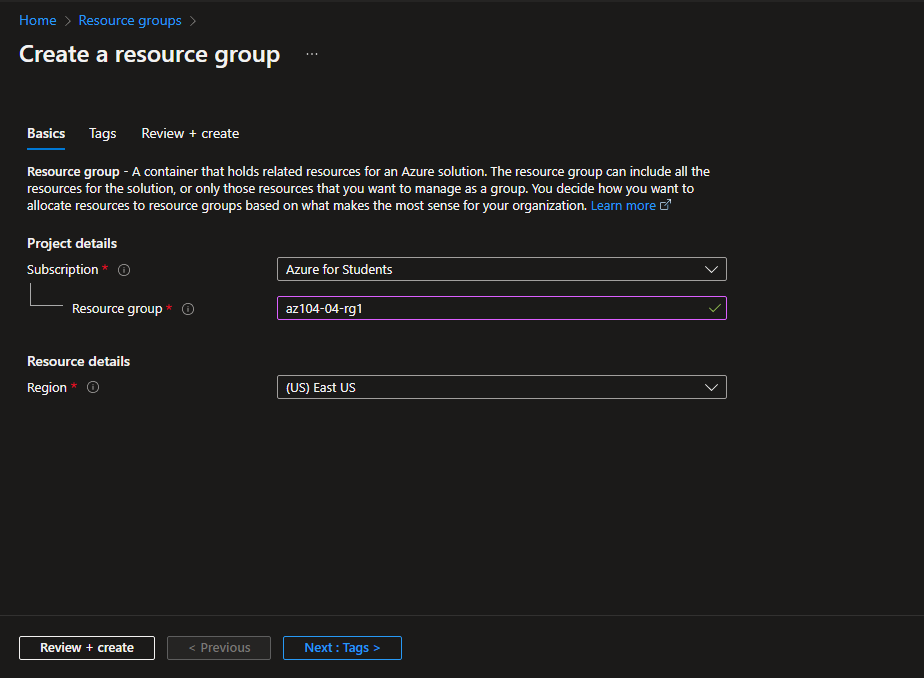 Home > Resource groups >
Create a resource group ...
Basics Tags Review + create
Resource group - A container that holds related resources for an Azure solution. The resource group can include all the
resources for the solution, or only those resources that you want to manage as a group. You decide how you want to
allocate resources to resource groups based on what makes the most sense for your organization. Learn more
Project details
Subscription * Azure for Students
Resource group * az104-04-rg1
Resource details
Region * (US) East US
Review + create < Previous Next : Tags >